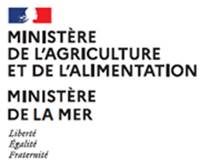 MINISTÈRE
DE L'AGRICULTURE
ET DE L'ALIMENTATION
MINISTÈRE
DE LA MER
Liberté
Égalité
Fraternité